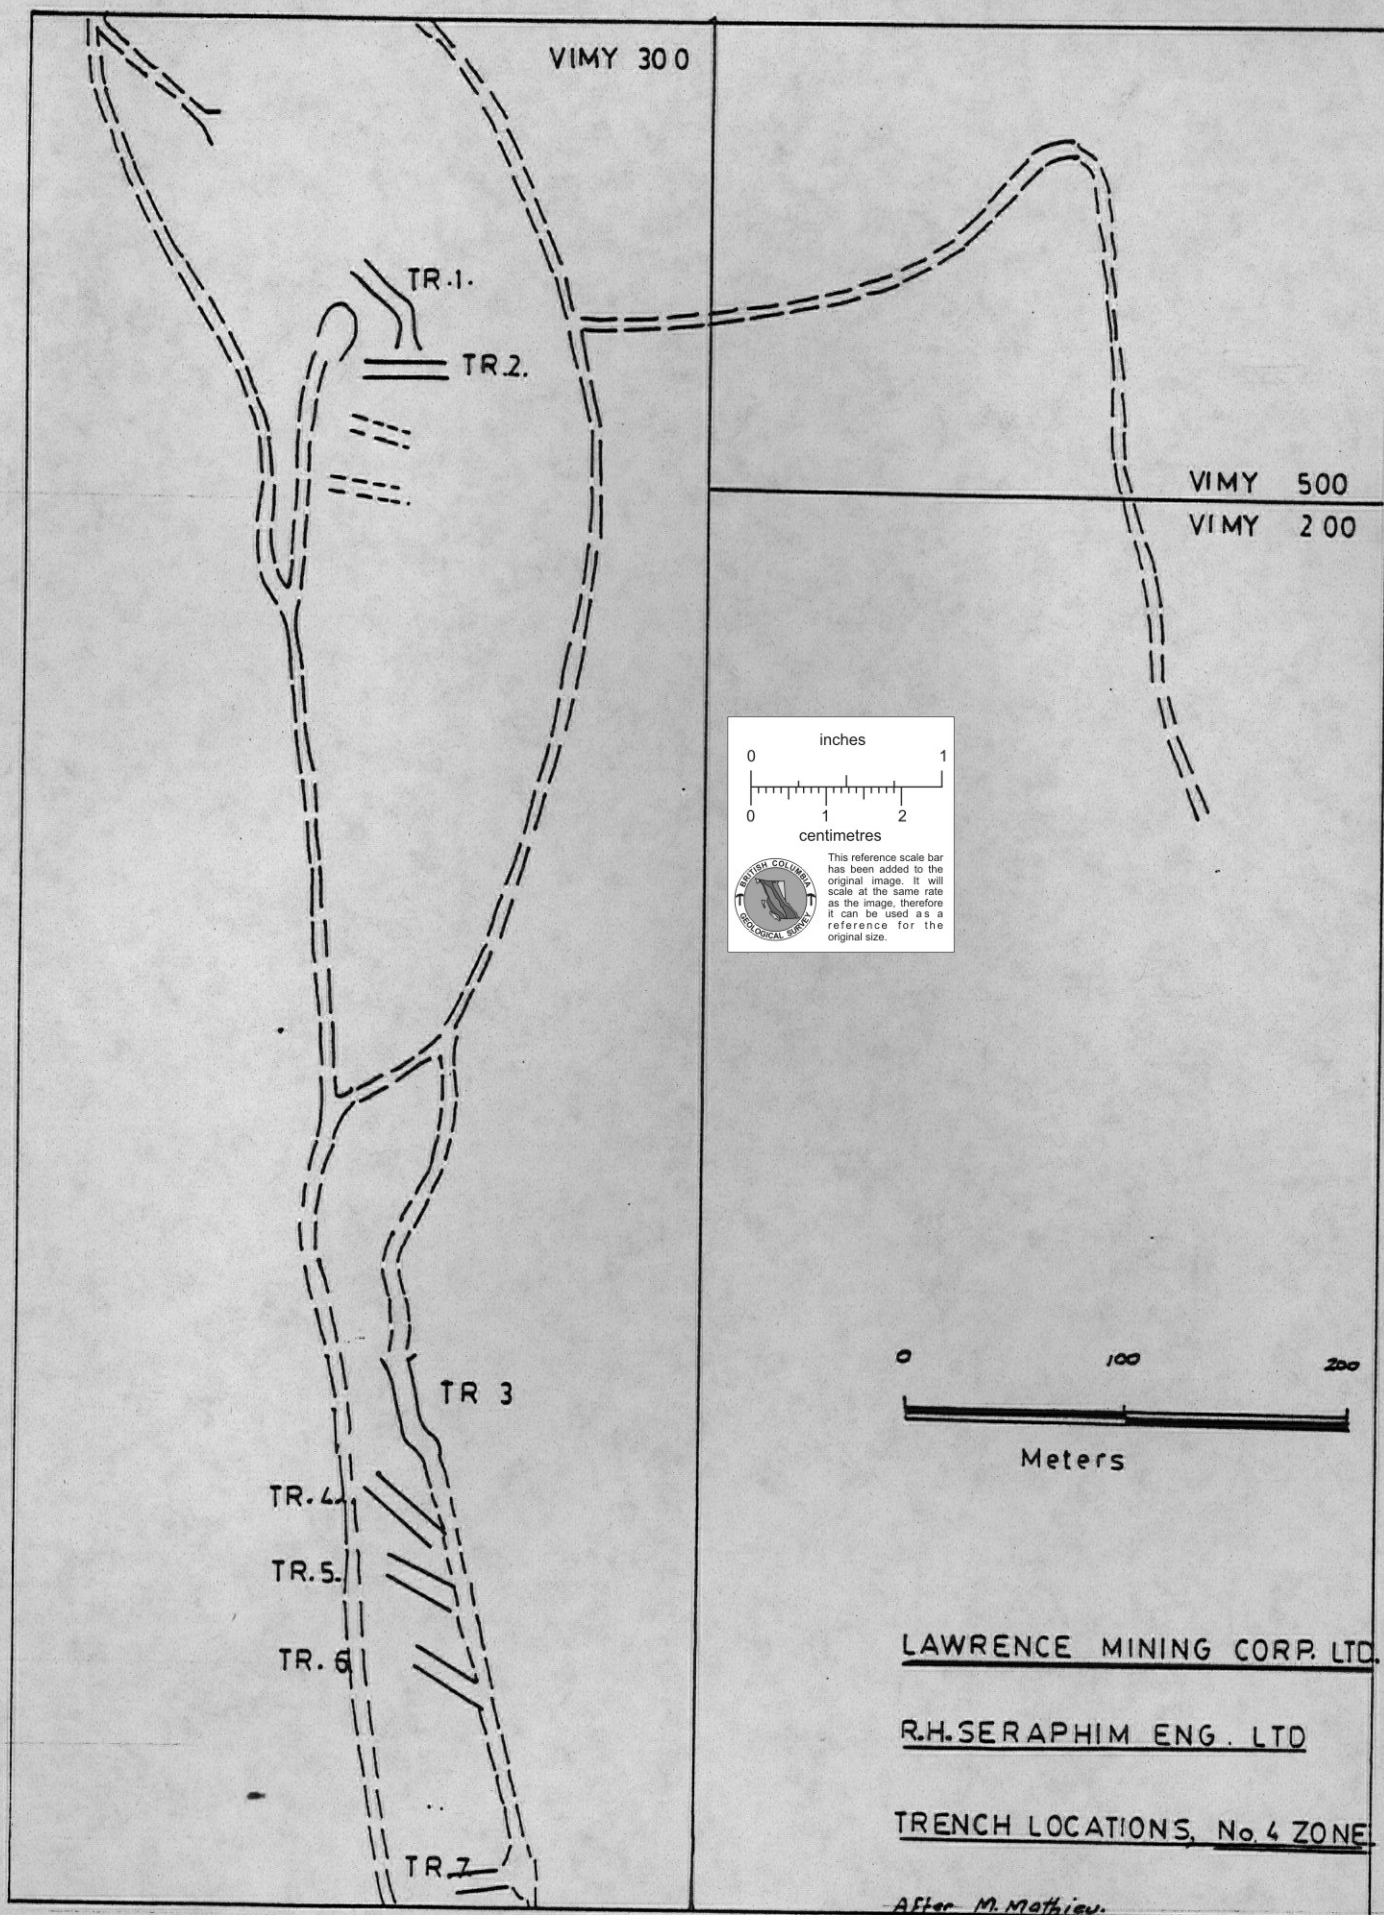 VIMY 300
TR.1.
TR.2.
VIMY 500
VIMY 200
inches
0 1
0 1 2
centimetres
This reference scale bar
has been added to the
original image. It will
scale at the same rate
as the image, therefore
it can be used as a
reference for the
original size.
BRITISH COLUMBIA
GEOLOGICAL SURVEY
0 100 200
Meters
TR 3
TR.4.
TR.5.
TR.6
TR.7
LAWRENCE MINING CORP. LTD.
R.H.SERAPHIM ENG. LTD
TRENCH LOCATIONS, No.4 ZONE
After M. Mathieu.